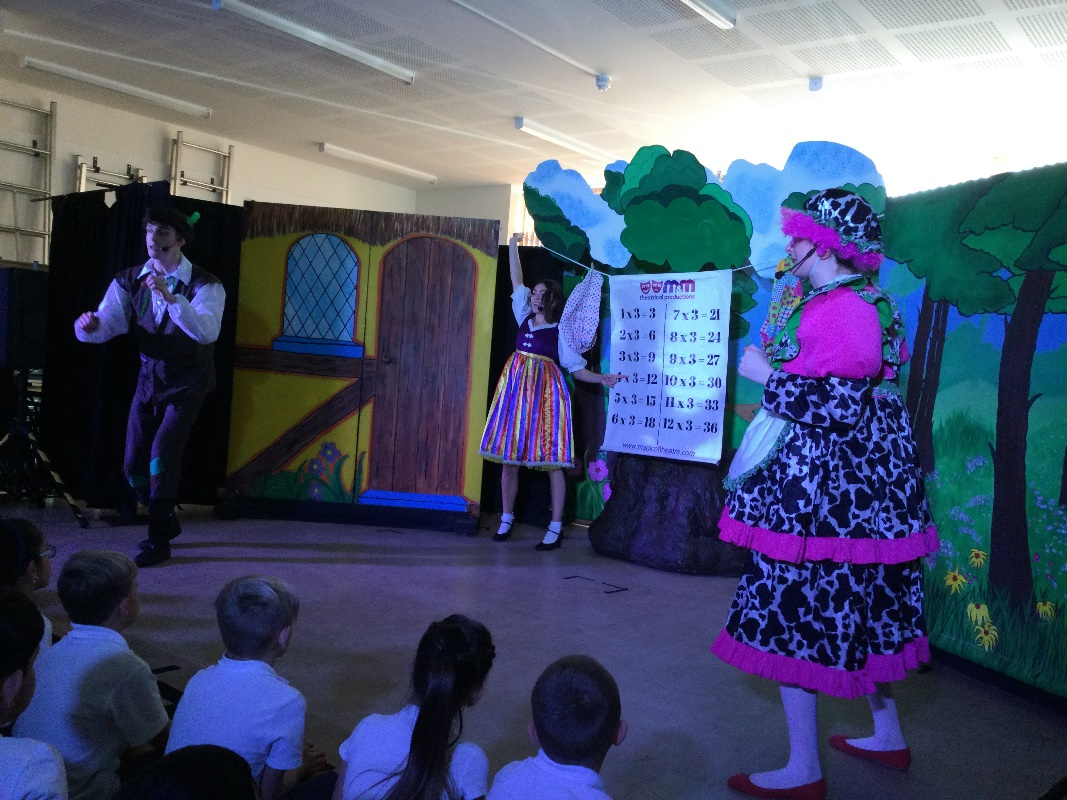 m&m
theatrical productions
1 x 3 = 3 7 x 3 = 21
2 x 3 = 6 8 x 3 = 24
3 x 3 = 9 9 x 3 = 27
4 x 3 = 12 10 x 3 = 30
5 x 3 = 15 11 x 3 = 33
6 x 3 = 18 12 x 3 = 36
www.magicoftheatre.com